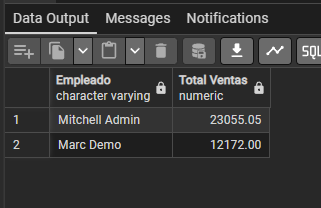 Data Output Messages Notifications
SQL
Empleado
character varying
Total Ventas
numeric
1 Mitchell Admin 23055.05
2 Marc Demo 12172.00